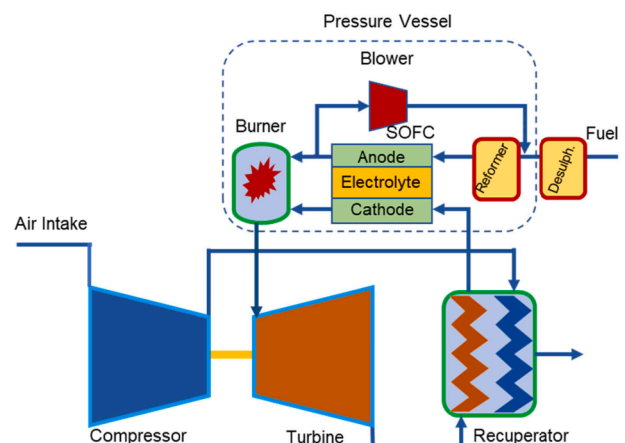 Pressure Vessel
Blower
Burner
SOFC
Fuel
Anode
Electrolyte
Cathode
Reformer
Desulph.
Air Intake
Compressor
Turbine
Recuperator